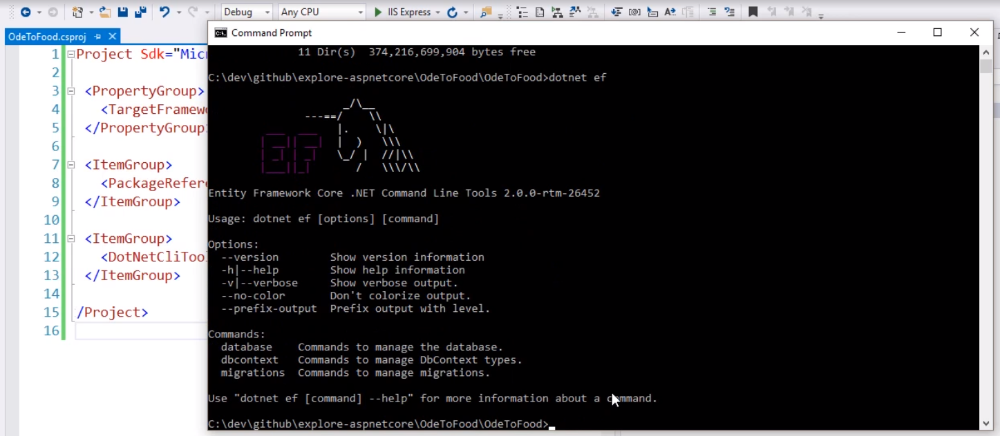 Debug
Any CPU
IIS Express
OdeToFood.csproj
Command Prompt
1 Project Sdk="Micr
2
3 <PropertyGroup>
4 <TargetFramewo
5 </PropertyGroup>
6
7 <ItemGroup>
8 <PackageRefere
9 </ItemGroup>
10
11 <ItemGroup>
12 <DotNetCliTool
13 </ItemGroup>
14
15 /Project>
16
11 Dir(s) 374,216,699,904 bytes free
C:\dev\github\explore-aspnetcore\OdeToFood\OdeToFood>dotnet ef
EF
Entity Framework Core .NET Command Line Tools 2.0.0-rtm-26452
Usage: dotnet ef [options] [command]
Options:
--version Show version information
-h|--help Show help information
-v|--verbose Show verbose output.
--no-color Don't colorize output.
--prefix-output Prefix output with level.
Commands:
database Commands to manage the database.
dbcontext Commands to manage DbContext types.
migrations Commands to manage migrations.
Use "dotnet ef [command] --help" for more information about a command.
C:\dev\github\explore-aspnetcore\OdeToFood\OdeToFood>